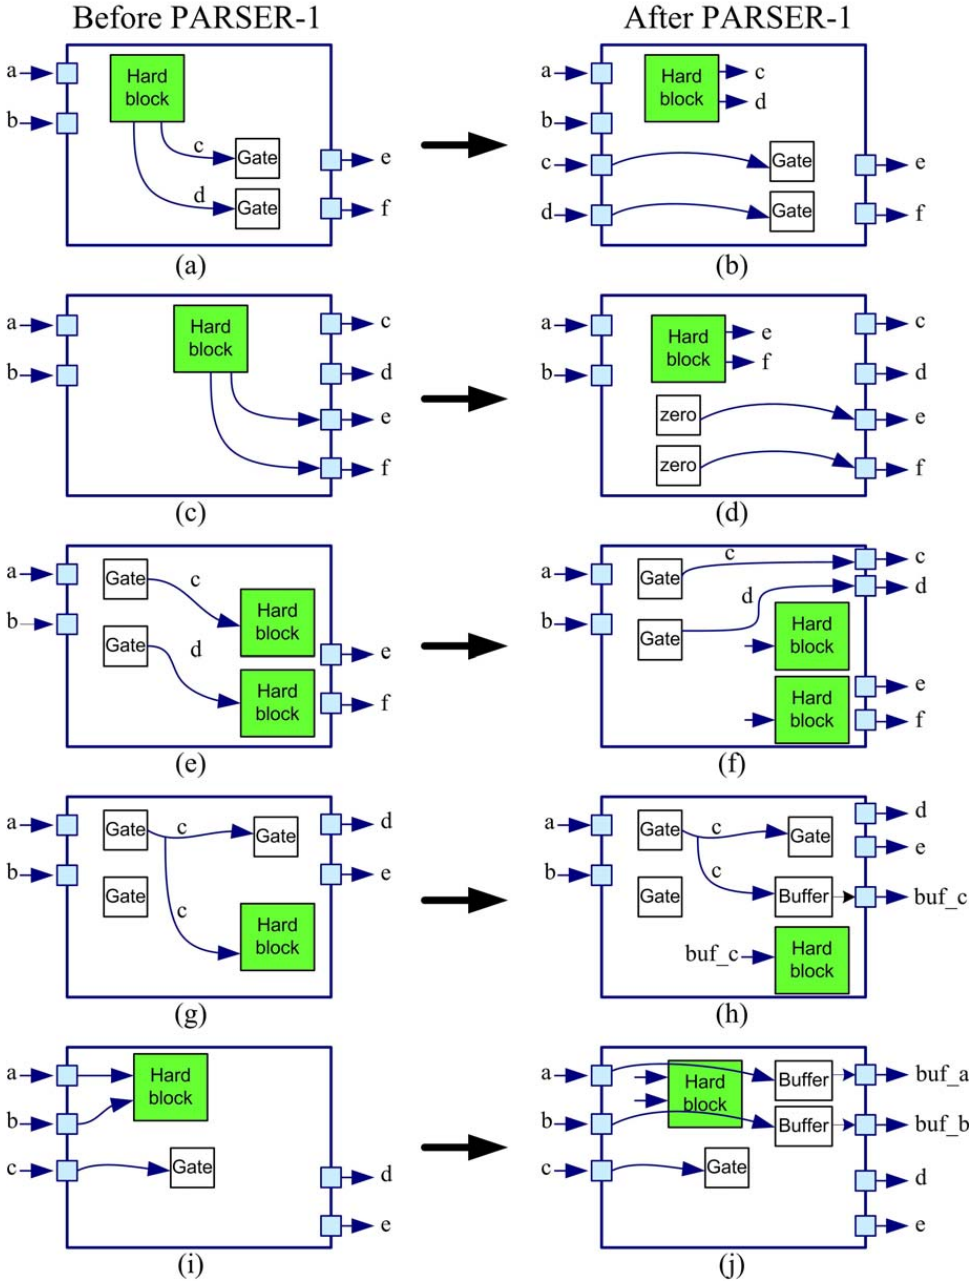 Before PARSER-1
After PARSER-1
a
b
Hard
block
c
Gate
d
Gate
e
f
(a)
a
b
c
d
Hard
block
c
d
Gate
Gate
e
f
(b)
a
b
Hard
block
c
d
e
f
(c)
a
b
Hard
block
e
f
zero
zero
c
d
e
f
(d)
a
b
Gate
c
Gate
d
Hard
block
Hard
block
e
f
(e)
a
b
Gate
c
Gate
d
Hard
block
Hard
block
c
d
e
f
(f)
a
b
Gate
c
Gate
Gate
c
Hard
block
d
e
(g)
a
b
Gate
c
Gate
c
Gate
Buffer
buf_c
Hard
block
d
e
buf_c
(h)
a
b
c
Hard
block
Gate
d
e
(i)
a
b
c
Hard
block
Buffer
Buffer
Gate
buf_a
buf_b
d
e
(j)